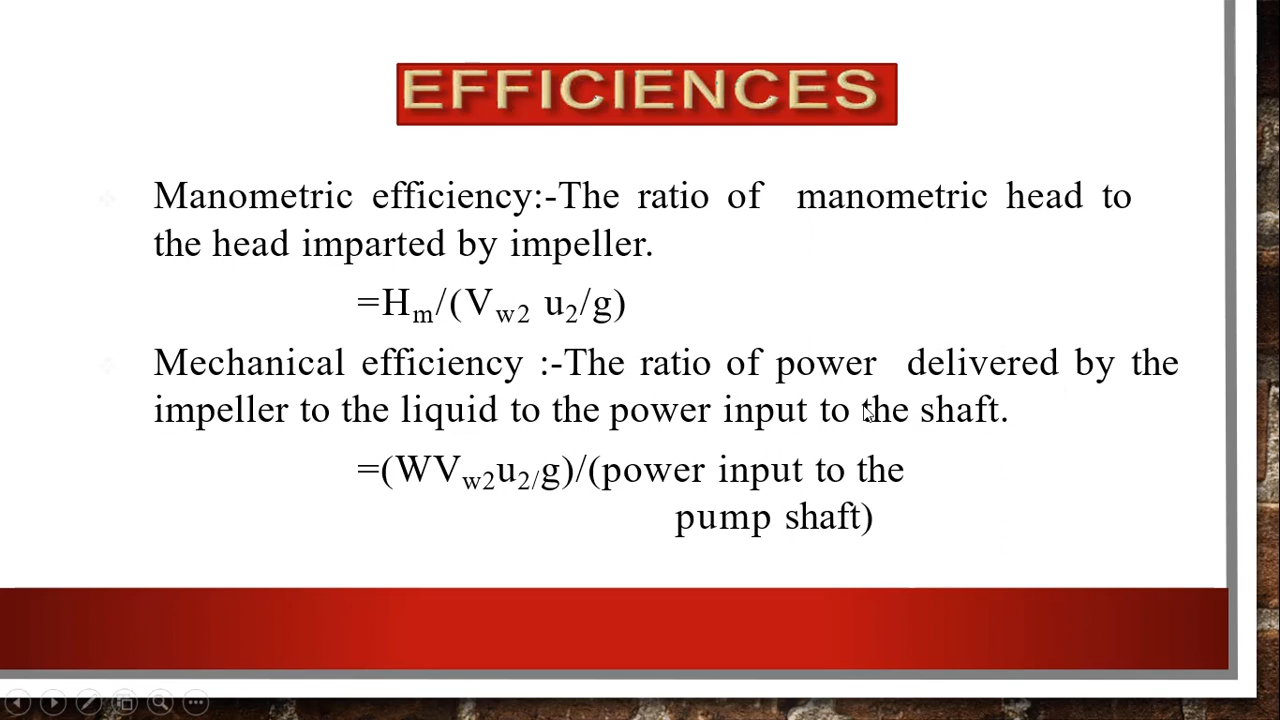 EFFICIENCES
Manometric efficiency:-The ratio of manometric head to
the head imparted by impeller.
=Hₘ/(V_w2 u₂/g)
Mechanical efficiency :-The ratio of power delivered by the
impeller to the liquid to the power input to the shaft.
=(WV_w2u_2/g)/(power input to the
pump shaft)